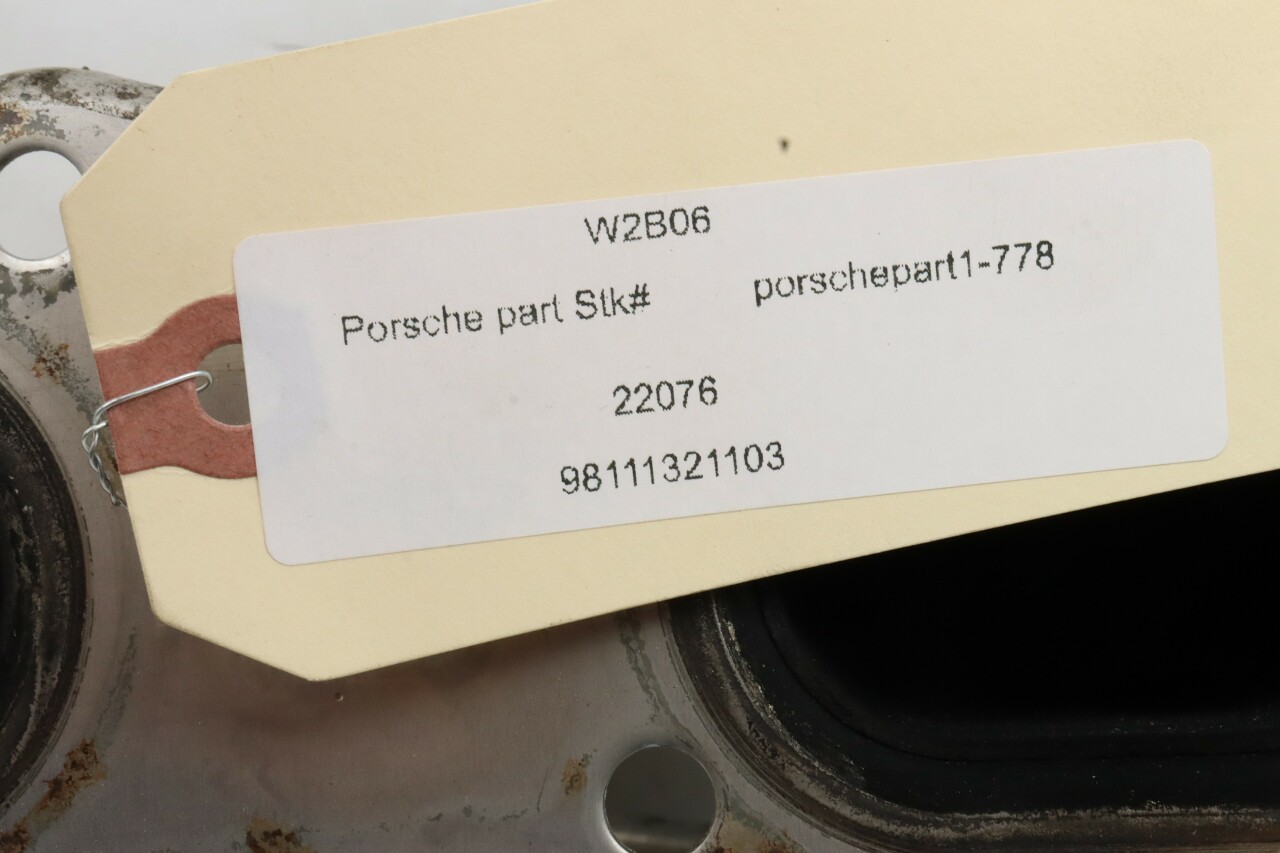 W2B06
Porsche part Stk# porschepart1-778
22076
98111321103